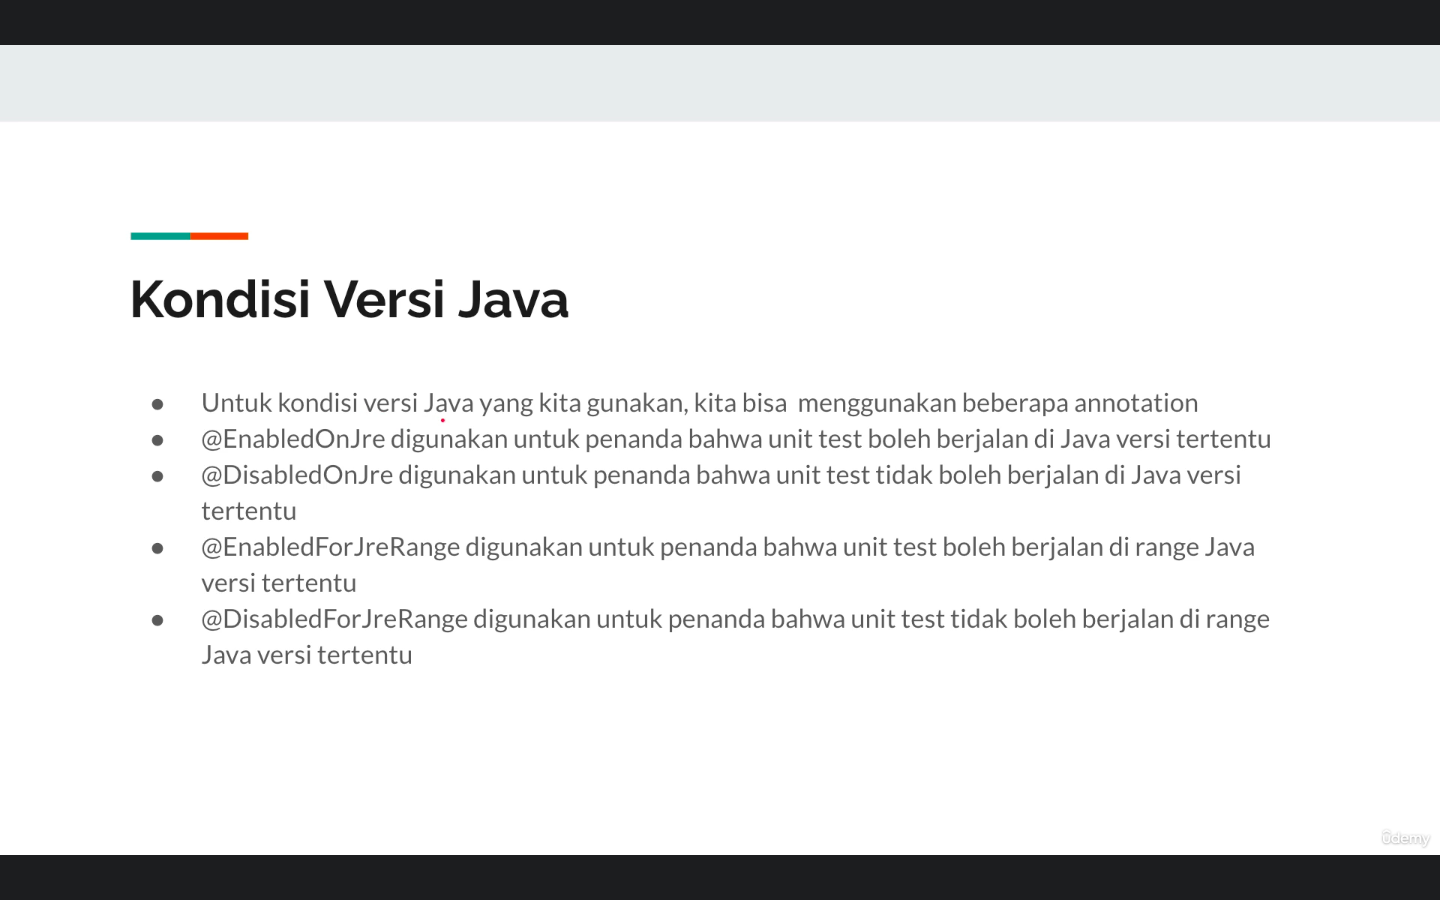 Kondisi Versi Java
● Untuk kondisi versi Java yang kita gunakan, kita bisa  menggunakan beberapa annotation
● @EnabledOnJre digunakan untuk penanda bahwa unit test boleh berjalan di Java versi tertentu
● @DisabledOnJre digunakan untuk penanda bahwa unit test tidak boleh berjalan di Java versi
tertentu
● @EnabledForJreRange digunakan untuk penanda bahwa unit test boleh berjalan di range Java
versi tertentu
● @DisabledForJreRange digunakan untuk penanda bahwa unit test tidak boleh berjalan di range
Java versi tertentu
ûdemy